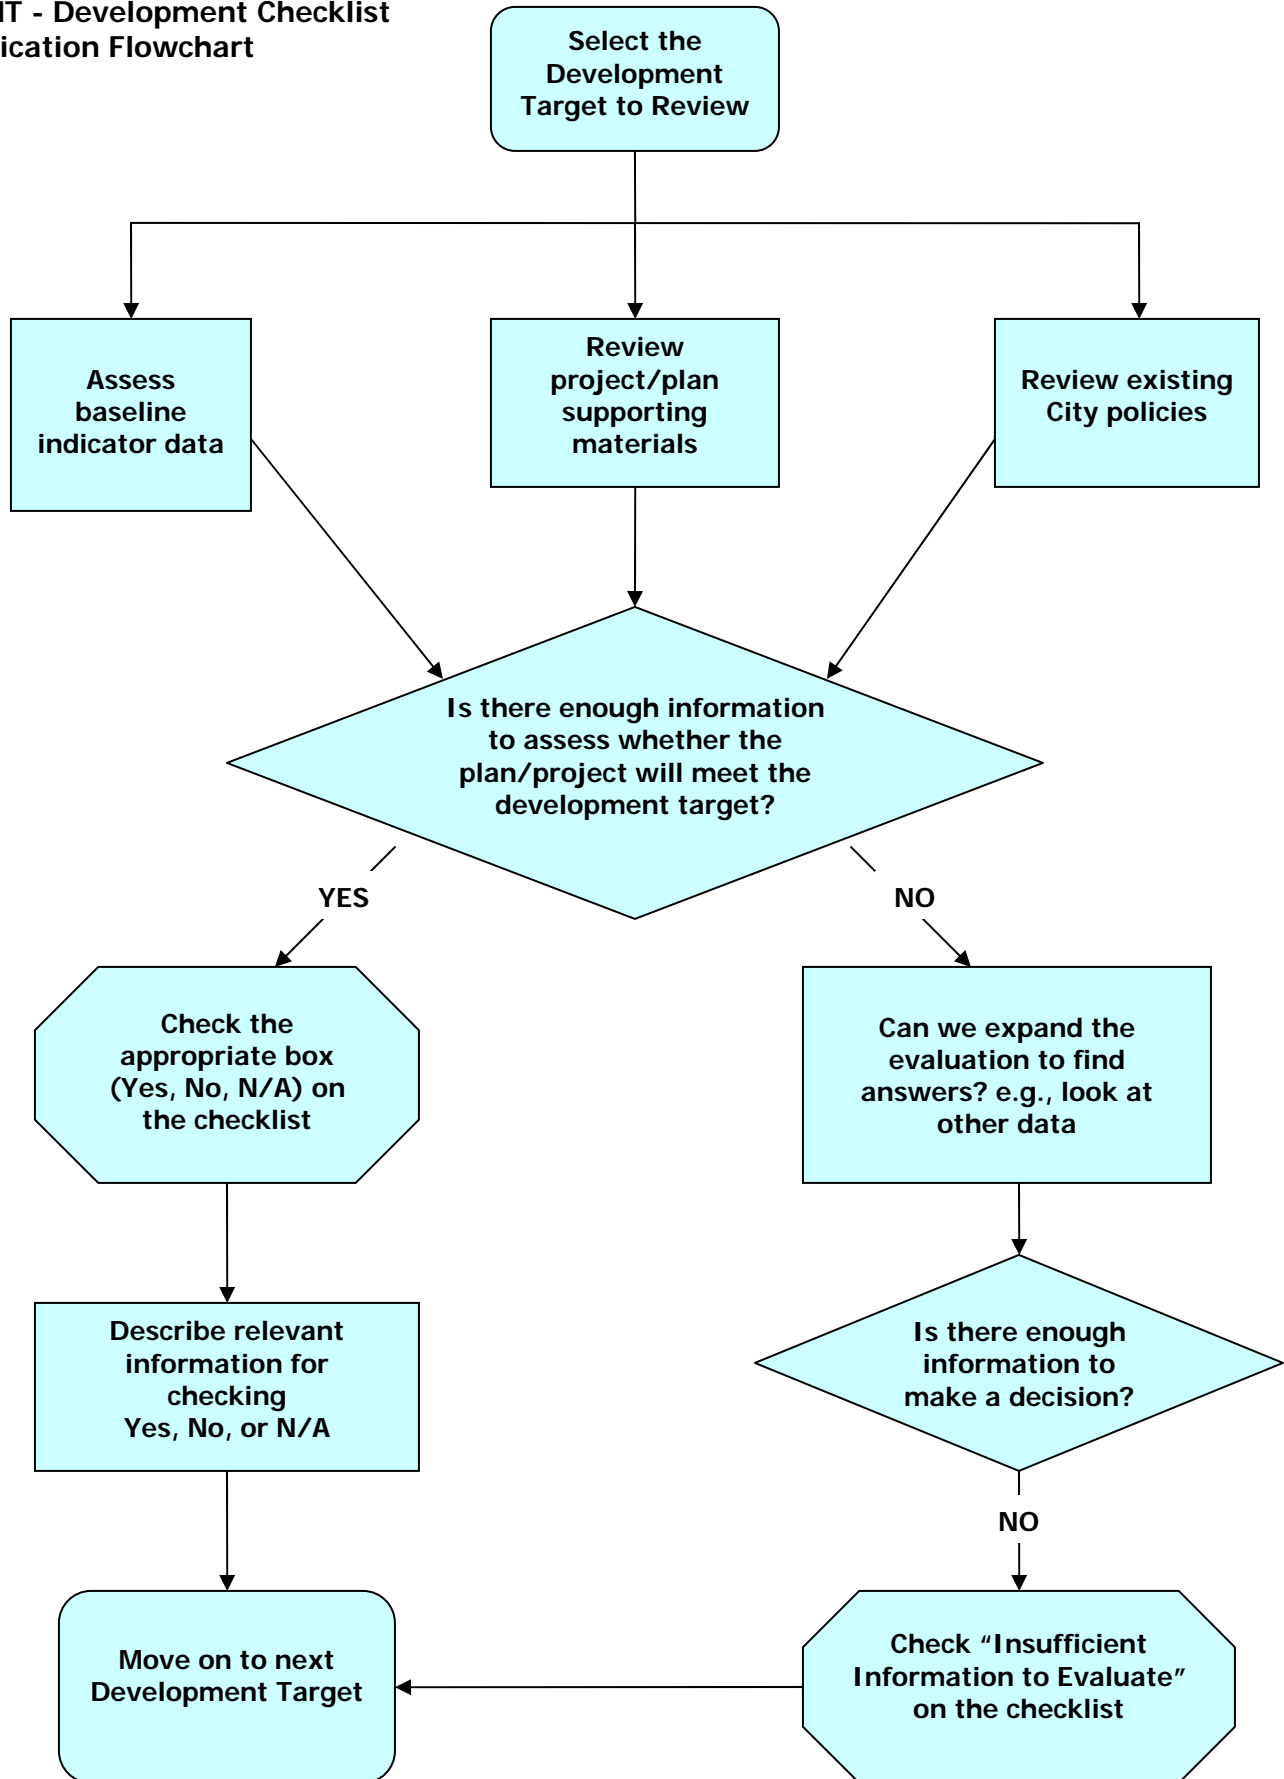 IT - Development Checklist
ication Flowchart
Select the
Development
Target to Review
Assess
baseline
indicator data
Review
project/plan
supporting
materials
Review existing
City policies
Is there enough information
to assess whether the
plan/project will meet the
development target?
YES
NO
Check the
appropriate box
(Yes, No, N/A) on
the checklist
Can we expand the
evaluation to find
answers? e.g., look at
other data
Describe relevant
information for
checking
Yes, No, or N/A
Is there enough
information to
make a decision?
NO
Move on to next
Development Target
Check “Insufficient
Information to Evaluate”
on the checklist